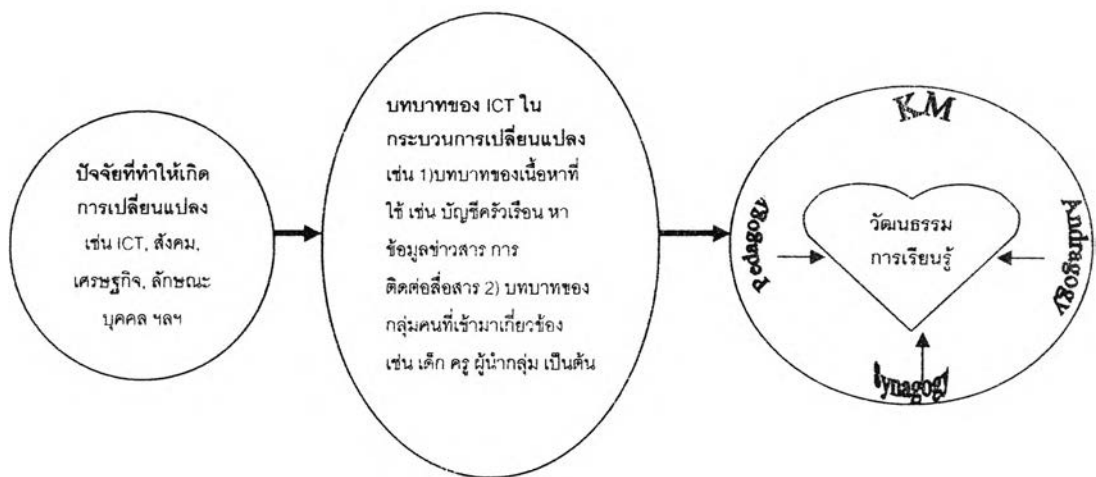 ปัจจัยที่ทำให้เกิด
การเปลี่ยนแปลง
เช่น ICT, สังคม,
เศรษฐกิจ, ลักษณะ
บุคคล ฯลฯ
บทบาทของ ICT ใน
กระบวนการเปลี่ยนแปลง
เช่น 1)บทบาทของเนื้อหาที่
ใช้ เช่น บัญชีครัวเรือน หา
ข้อมูลข่าวสาร การ
ติดต่อสื่อสาร 2) บทบาทของ
กลุ่มคนที่เข้ามาเกี่ยวข้อง
เช่น เด็ก ครู ผู้นำกลุ่ม เป็นต้น
KM
Pedagogy
วัฒนธรรม
การเรียนรู้
Andragogy
Synagogy